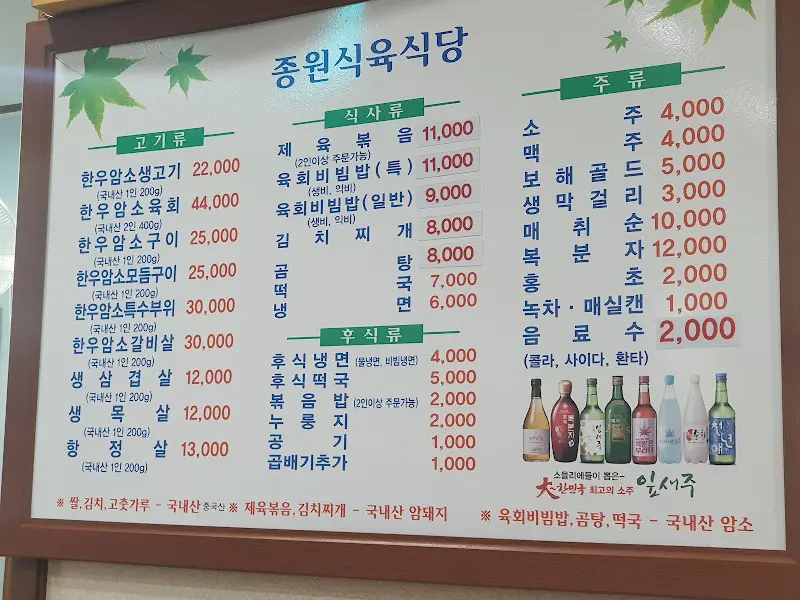 종원식육식당
고기류
한우암소생고기 22,000
(국내산 1인 200g)
한우암소육회 44,000
(국내산 2인 400g)
한우암소구이 25,000
(국내산 1인 200g)
한우암소모듬구이 25,000
(국내산 1인 200g)
한우암소특수부위 30,000
(국내산 1인 200g)
한우암소갈비살 30,000
(국내산 1인 200g)
생삼겹살 12,000
(국내산 1인 200g)
생목살 12,000
(국내산 1인 200g)
항정살 13,000
(국내산 1인 200g)
식사류
제육볶음 11,000
(2인이상 주문가능)
육회비빔밥(특) 11,000
(생비, 익비)
육회비빔밥(일반) 9,000
(생비, 익비)
김치찌개 8,000
곰탕 8,000
떡국 7,000
냉면 6,000
후식류
후식냉면 (물냉면, 비빔냉면) 4,000
후식떡국 5,000
볶음밥 (2인이상 주문가능) 2,000
누룽지 2,000
공기 1,000
곱배기추가 1,000
주류
소주 4,000
맥주 4,000
보해골드 5,000
생막걸리 3,000
매취순 10,000
복분자 12,000
홍초 2,000
녹차·매실캔 1,000
음료수 2,000
(콜라, 사이다, 환타)
복분자
잎새주
소믈리에들이 뽑은~
大~한민국 최고의 소주 잎새주
※ 쌀,김치,고춧가루 - 국내산 중국산 ※ 제육볶음,김치찌개 - 국내산 암돼지 ※ 육회비빔밥,곰탕,떡국 - 국내산 암소